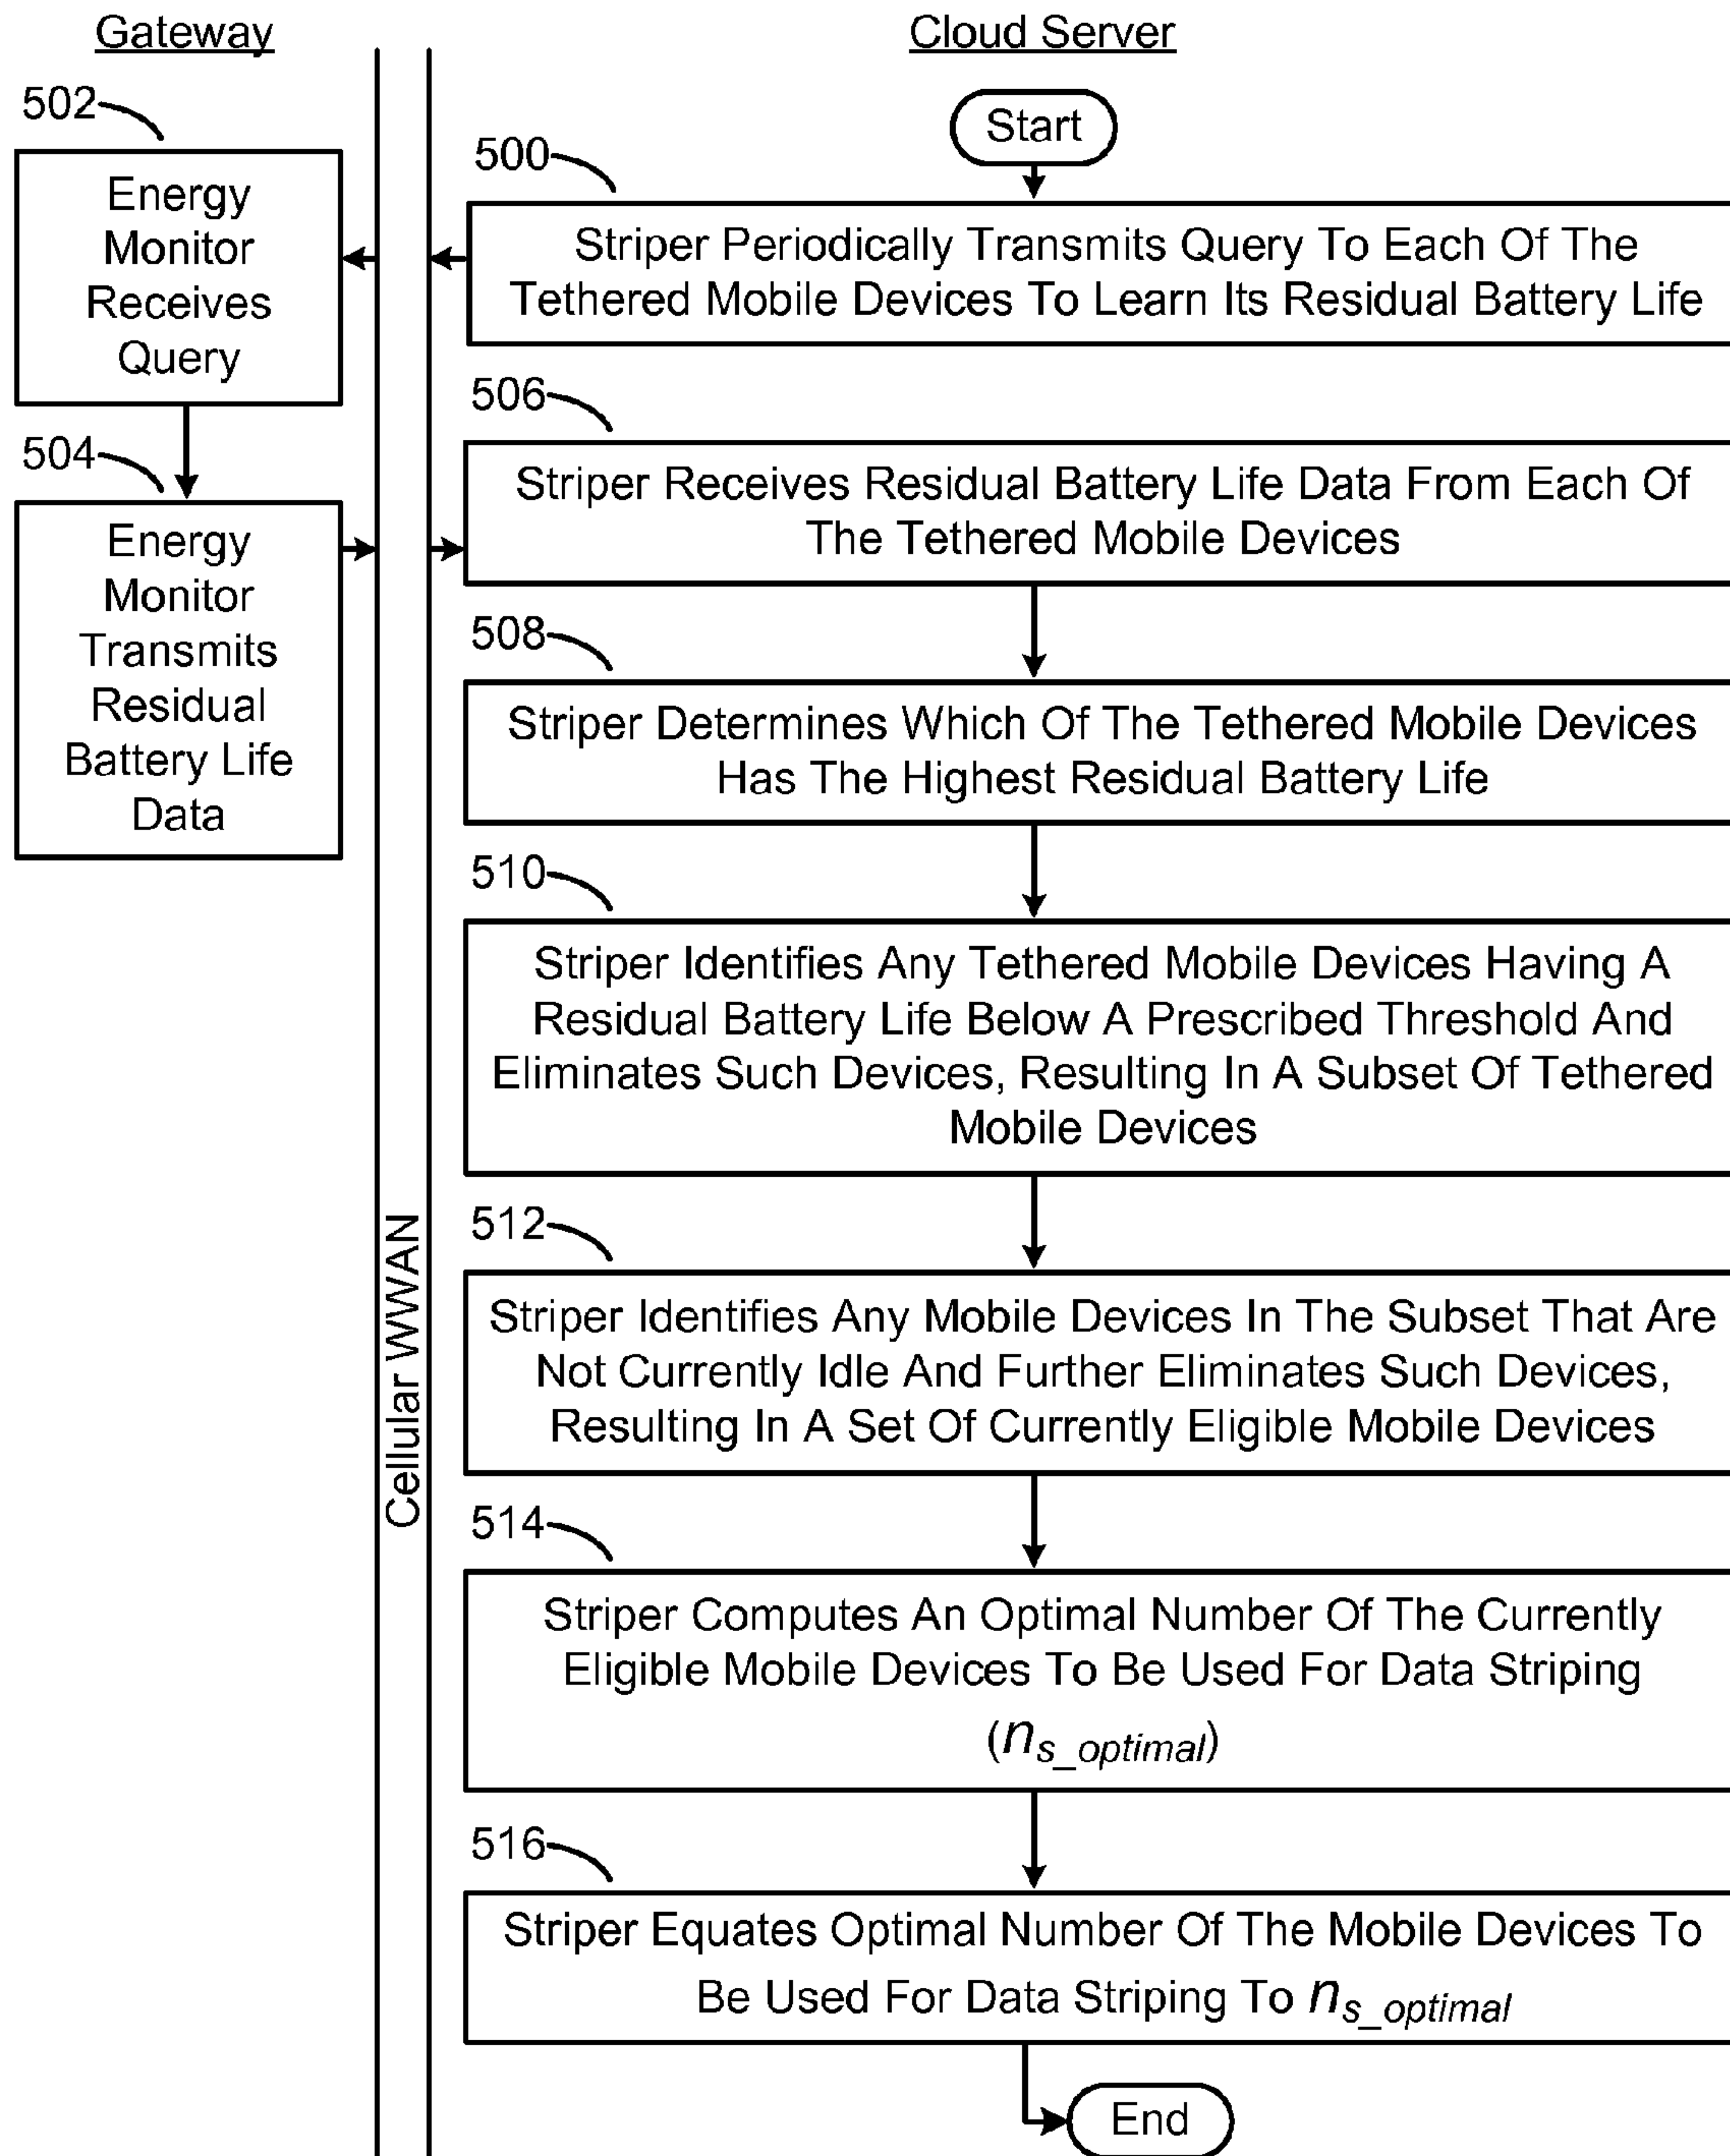 Gateway
Cloud Server
502
Energy
Monitor
Receives
Query
504
Energy
Monitor
Transmits
Residual
Battery Life
Data
Cellular WWAN
Start
500
Striper Periodically Transmits Query To Each Of The
Tethered Mobile Devices To Learn Its Residual Battery Life
506
Striper Receives Residual Battery Life Data From Each Of
The Tethered Mobile Devices
508
Striper Determines Which Of The Tethered Mobile Devices
Has The Highest Residual Battery Life
510
Striper Identifies Any Tethered Mobile Devices Having A
Residual Battery Life Below A Prescribed Threshold And
Eliminates Such Devices, Resulting In A Subset Of Tethered
Mobile Devices
512
Striper Identifies Any Mobile Devices In The Subset That Are
Not Currently Idle And Further Eliminates Such Devices,
Resulting In A Set Of Currently Eligible Mobile Devices
514
Striper Computes An Optimal Number Of The Currently
Eligible Mobile Devices To Be Used For Data Striping
(n_s_optimal)
516
Striper Equates Optimal Number Of The Mobile Devices To
Be Used For Data Striping To n_s_optimal
End